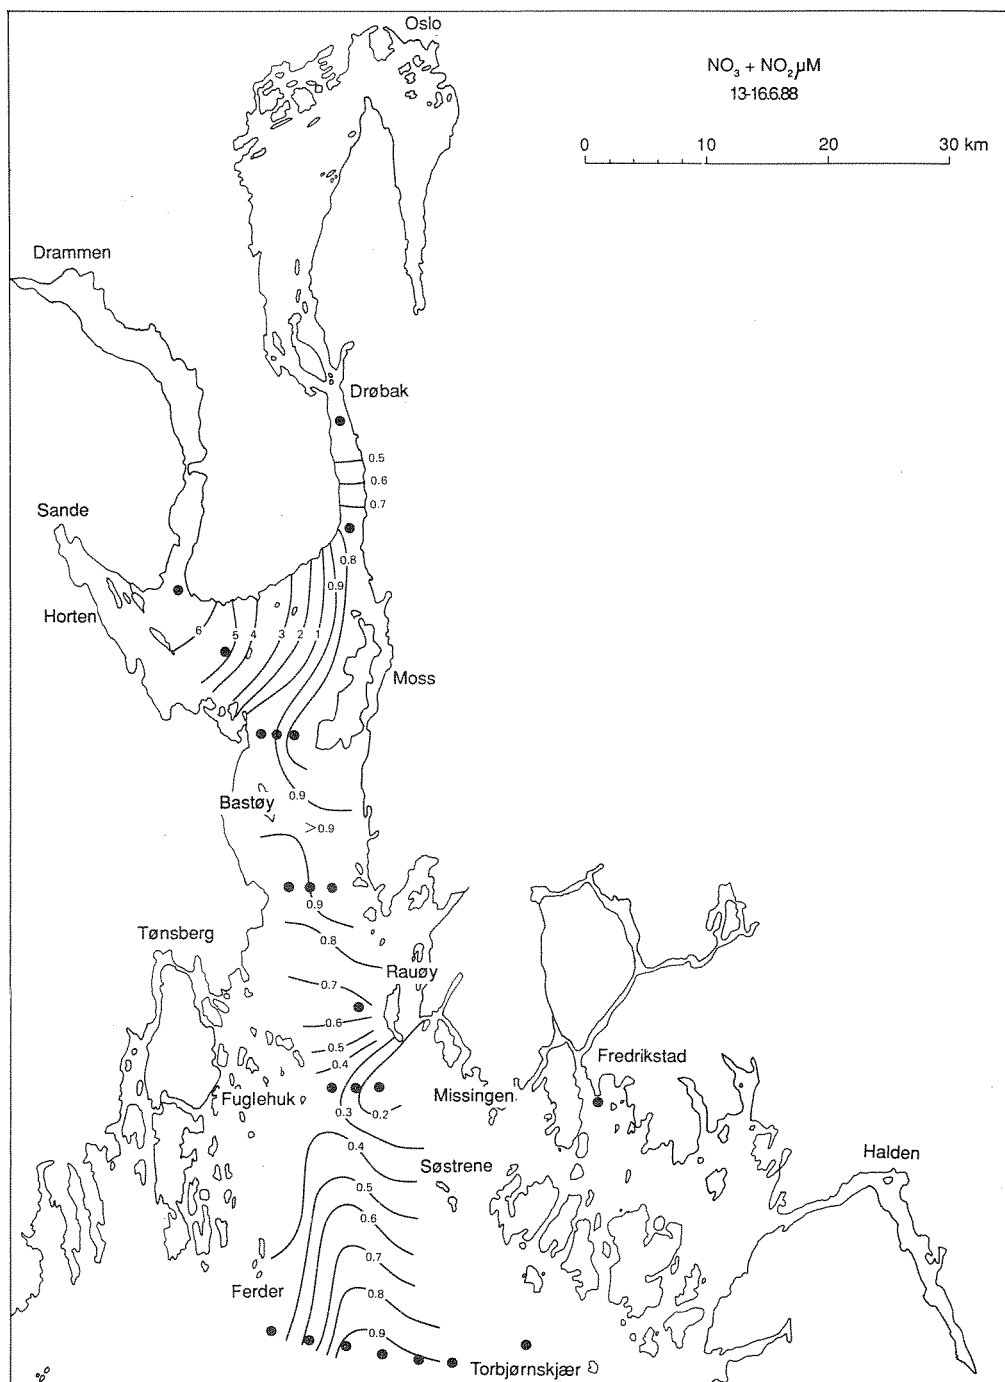 Oslo
NO₃ + NO₂ µM
13-16.6.88
0 10 20 30 km
Drammen
Drøbak
0.5
0.6
0.7
Sande
0.8
0.9
Horten
6 5 4 3 2 1
Moss
0.9
Bastøy
>0.9
0.9
Tønsberg
0.8
Rauøy
0.7
0.6
0.5
0.4
Fredrikstad
Fuglehuk
Missingen
0.3
0.2
0.4
Halden
Søstrene
0.5
0.6
0.7
Ferder
0.8
0.9
Torbjørnskjær